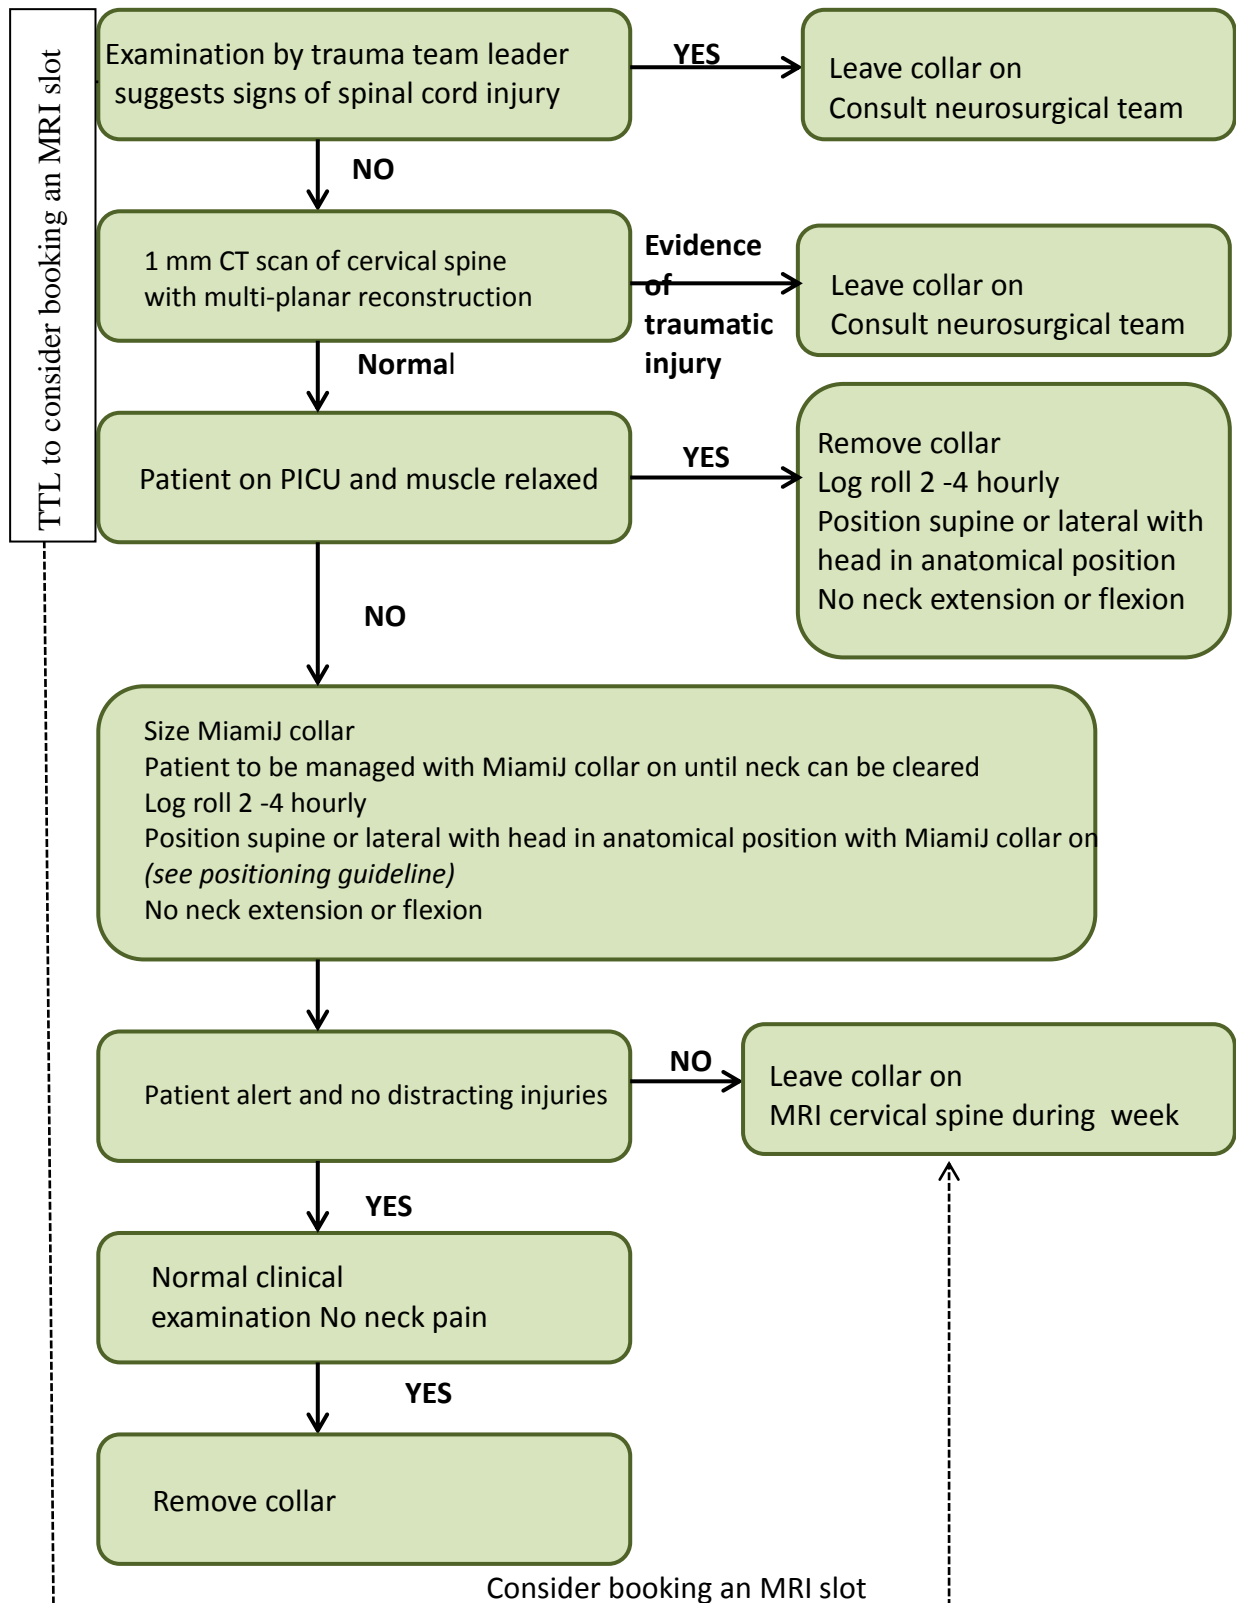 TTL to consider booking an MRI slot
Examination by trauma team leader
suggests signs of spinal cord injury
YES
Leave collar on
Consult neurosurgical team
NO
1 mm CT scan of cervical spine
with multi-planar reconstruction
Evidence
of
traumatic
injury
Leave collar on
Consult neurosurgical team
Normal
Patient on PICU and muscle relaxed
YES
Remove collar
Log roll 2 -4 hourly
Position supine or lateral with
head in anatomical position
No neck extension or flexion
NO
Size MiamiJ collar
Patient to be managed with MiamiJ collar on until neck can be cleared
Log roll 2 -4 hourly
Position supine or lateral with head in anatomical position with MiamiJ collar on
(see positioning guideline)
No neck extension or flexion
Patient alert and no distracting injuries
NO
Leave collar on
MRI cervical spine during  week
YES
Normal clinical
examination No neck pain
YES
Remove collar
Consider booking an MRI slot